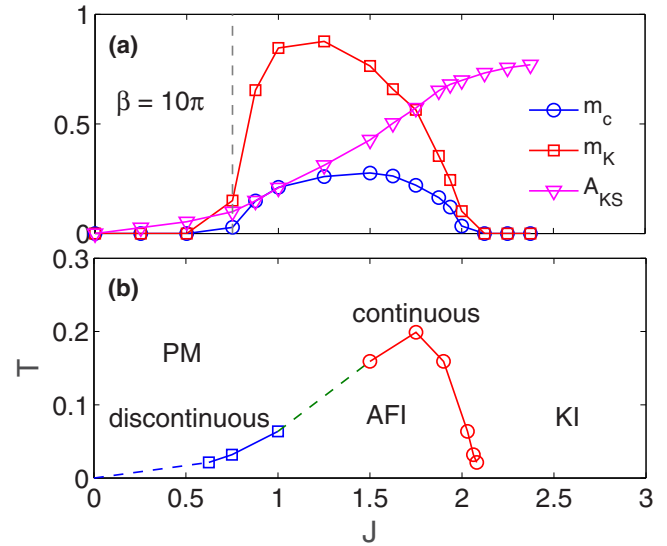 (a)
β = 10π
m_c
m_K
A_KS
1
0.5
0
(b)
continuous
PM
discontinuous
AFI
KI
T
0.3
0.2
0.1
0
0 0.5 1 1.5 2 2.5 3
J